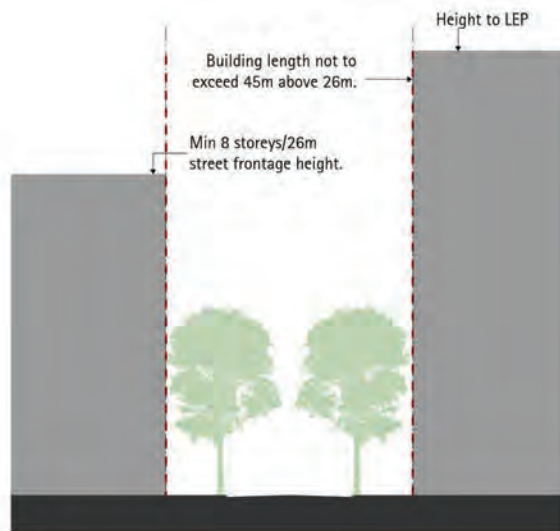 Height to LEP
Building length not to
exceed 45m above 26m.
Min 8 storeys/26m
street frontage height.